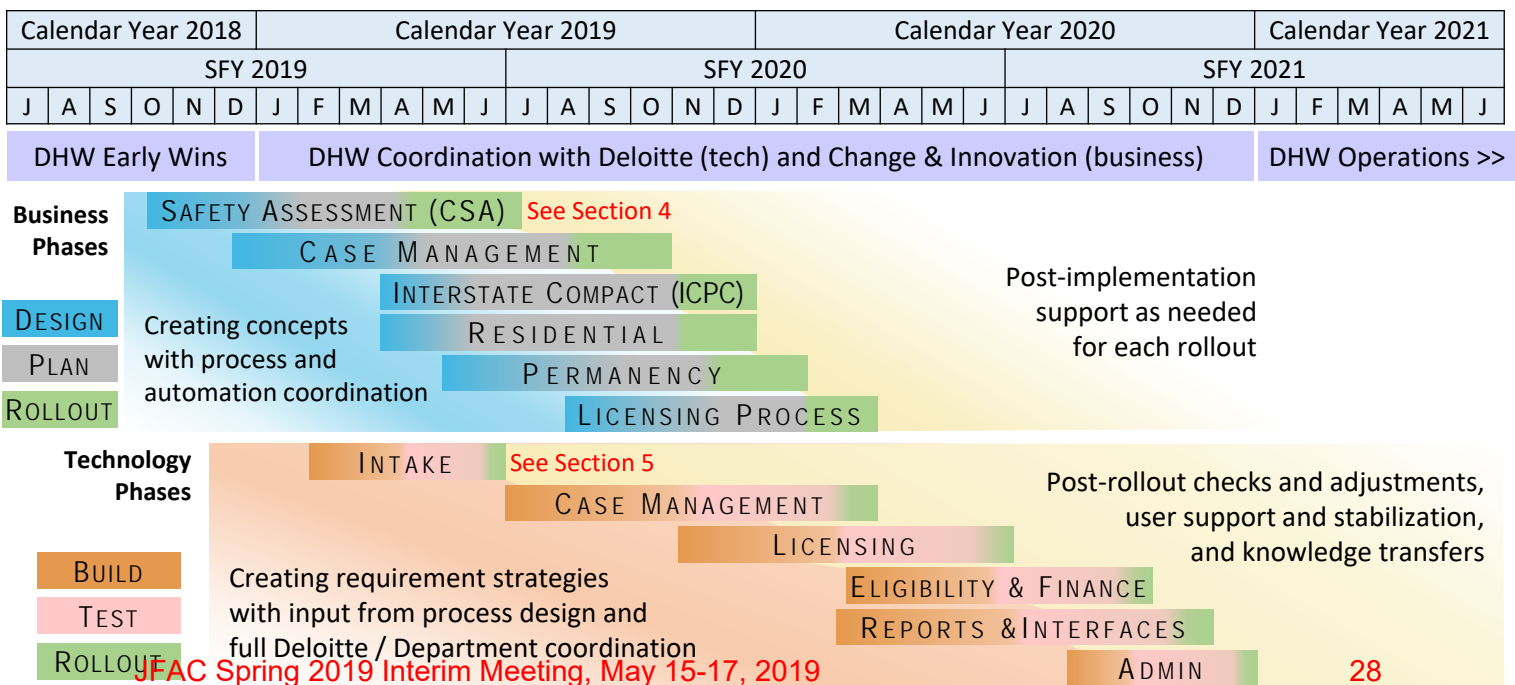 Calendar Year 2018 Calendar Year 2019 Calendar Year 2020 Calendar Year 2021
SFY 2019 SFY 2020 SFY 2021
J A S O N D J F M A M J J A S O N D J F M A M J J A S O N D J F M A M J
DHW Early Wins DHW Coordination with Deloitte (tech) and Change & Innovation (business) DHW Operations >>
Business
Phases
SAFETY ASSESSMENT (CSA) See Section 4
CASE MANAGEMENT
INTERSTATE COMPACT (ICPC)
RESIDENTIAL
PERMANENCY
LICENSING PROCESS
DESIGN
PLAN
ROLLOUT
Creating concepts
with process and
automation coordination
Post-implementation
support as needed
for each rollout
Technology
Phases
INTAKE See Section 5
CASE MANAGEMENT
LICENSING
ELIGIBILITY & FINANCE
REPORTS &INTERFACES
ADMIN
BUILD
TEST
ROLLOUT
Creating requirement strategies
with input from process design and
full Deloitte / Department coordination
Post-rollout checks and adjustments,
user support and stabilization,
and knowledge transfers
JFAC Spring 2019 Interim Meeting, May 15-17, 2019 28